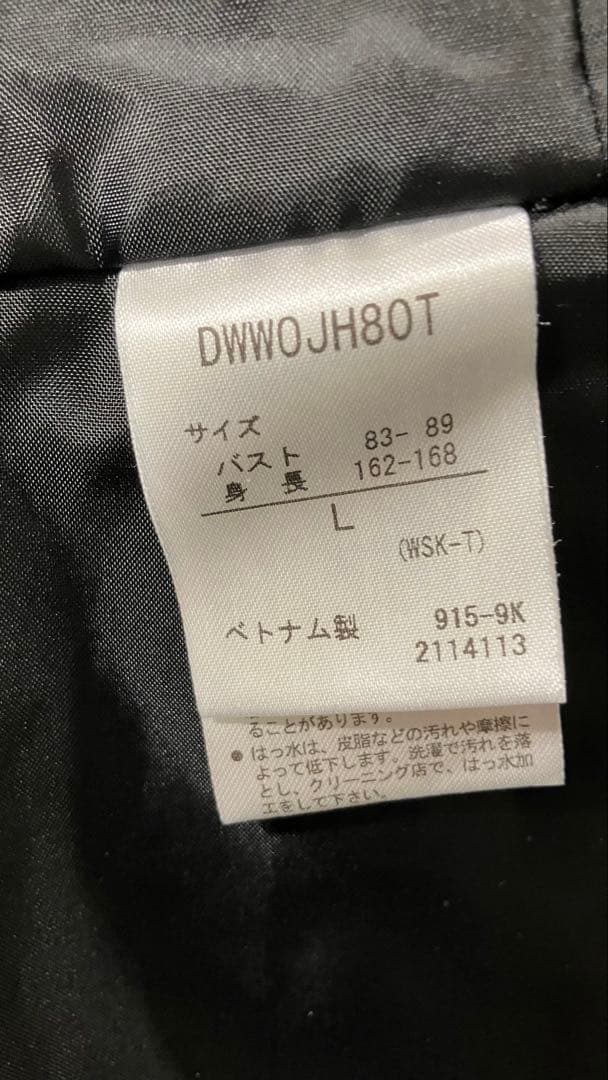 DWWOJH80T
サイズ
バスト 83- 89
身 長 162-168
L
(WSK-T)
ベトナム製 915-9K
2114113
ることがあります。
● はっ水は、皮脂などの汚れや摩擦に
よって低下します。洗濯で汚れを落
とし、クリーニング店で、はっ水加
工をして下さい。